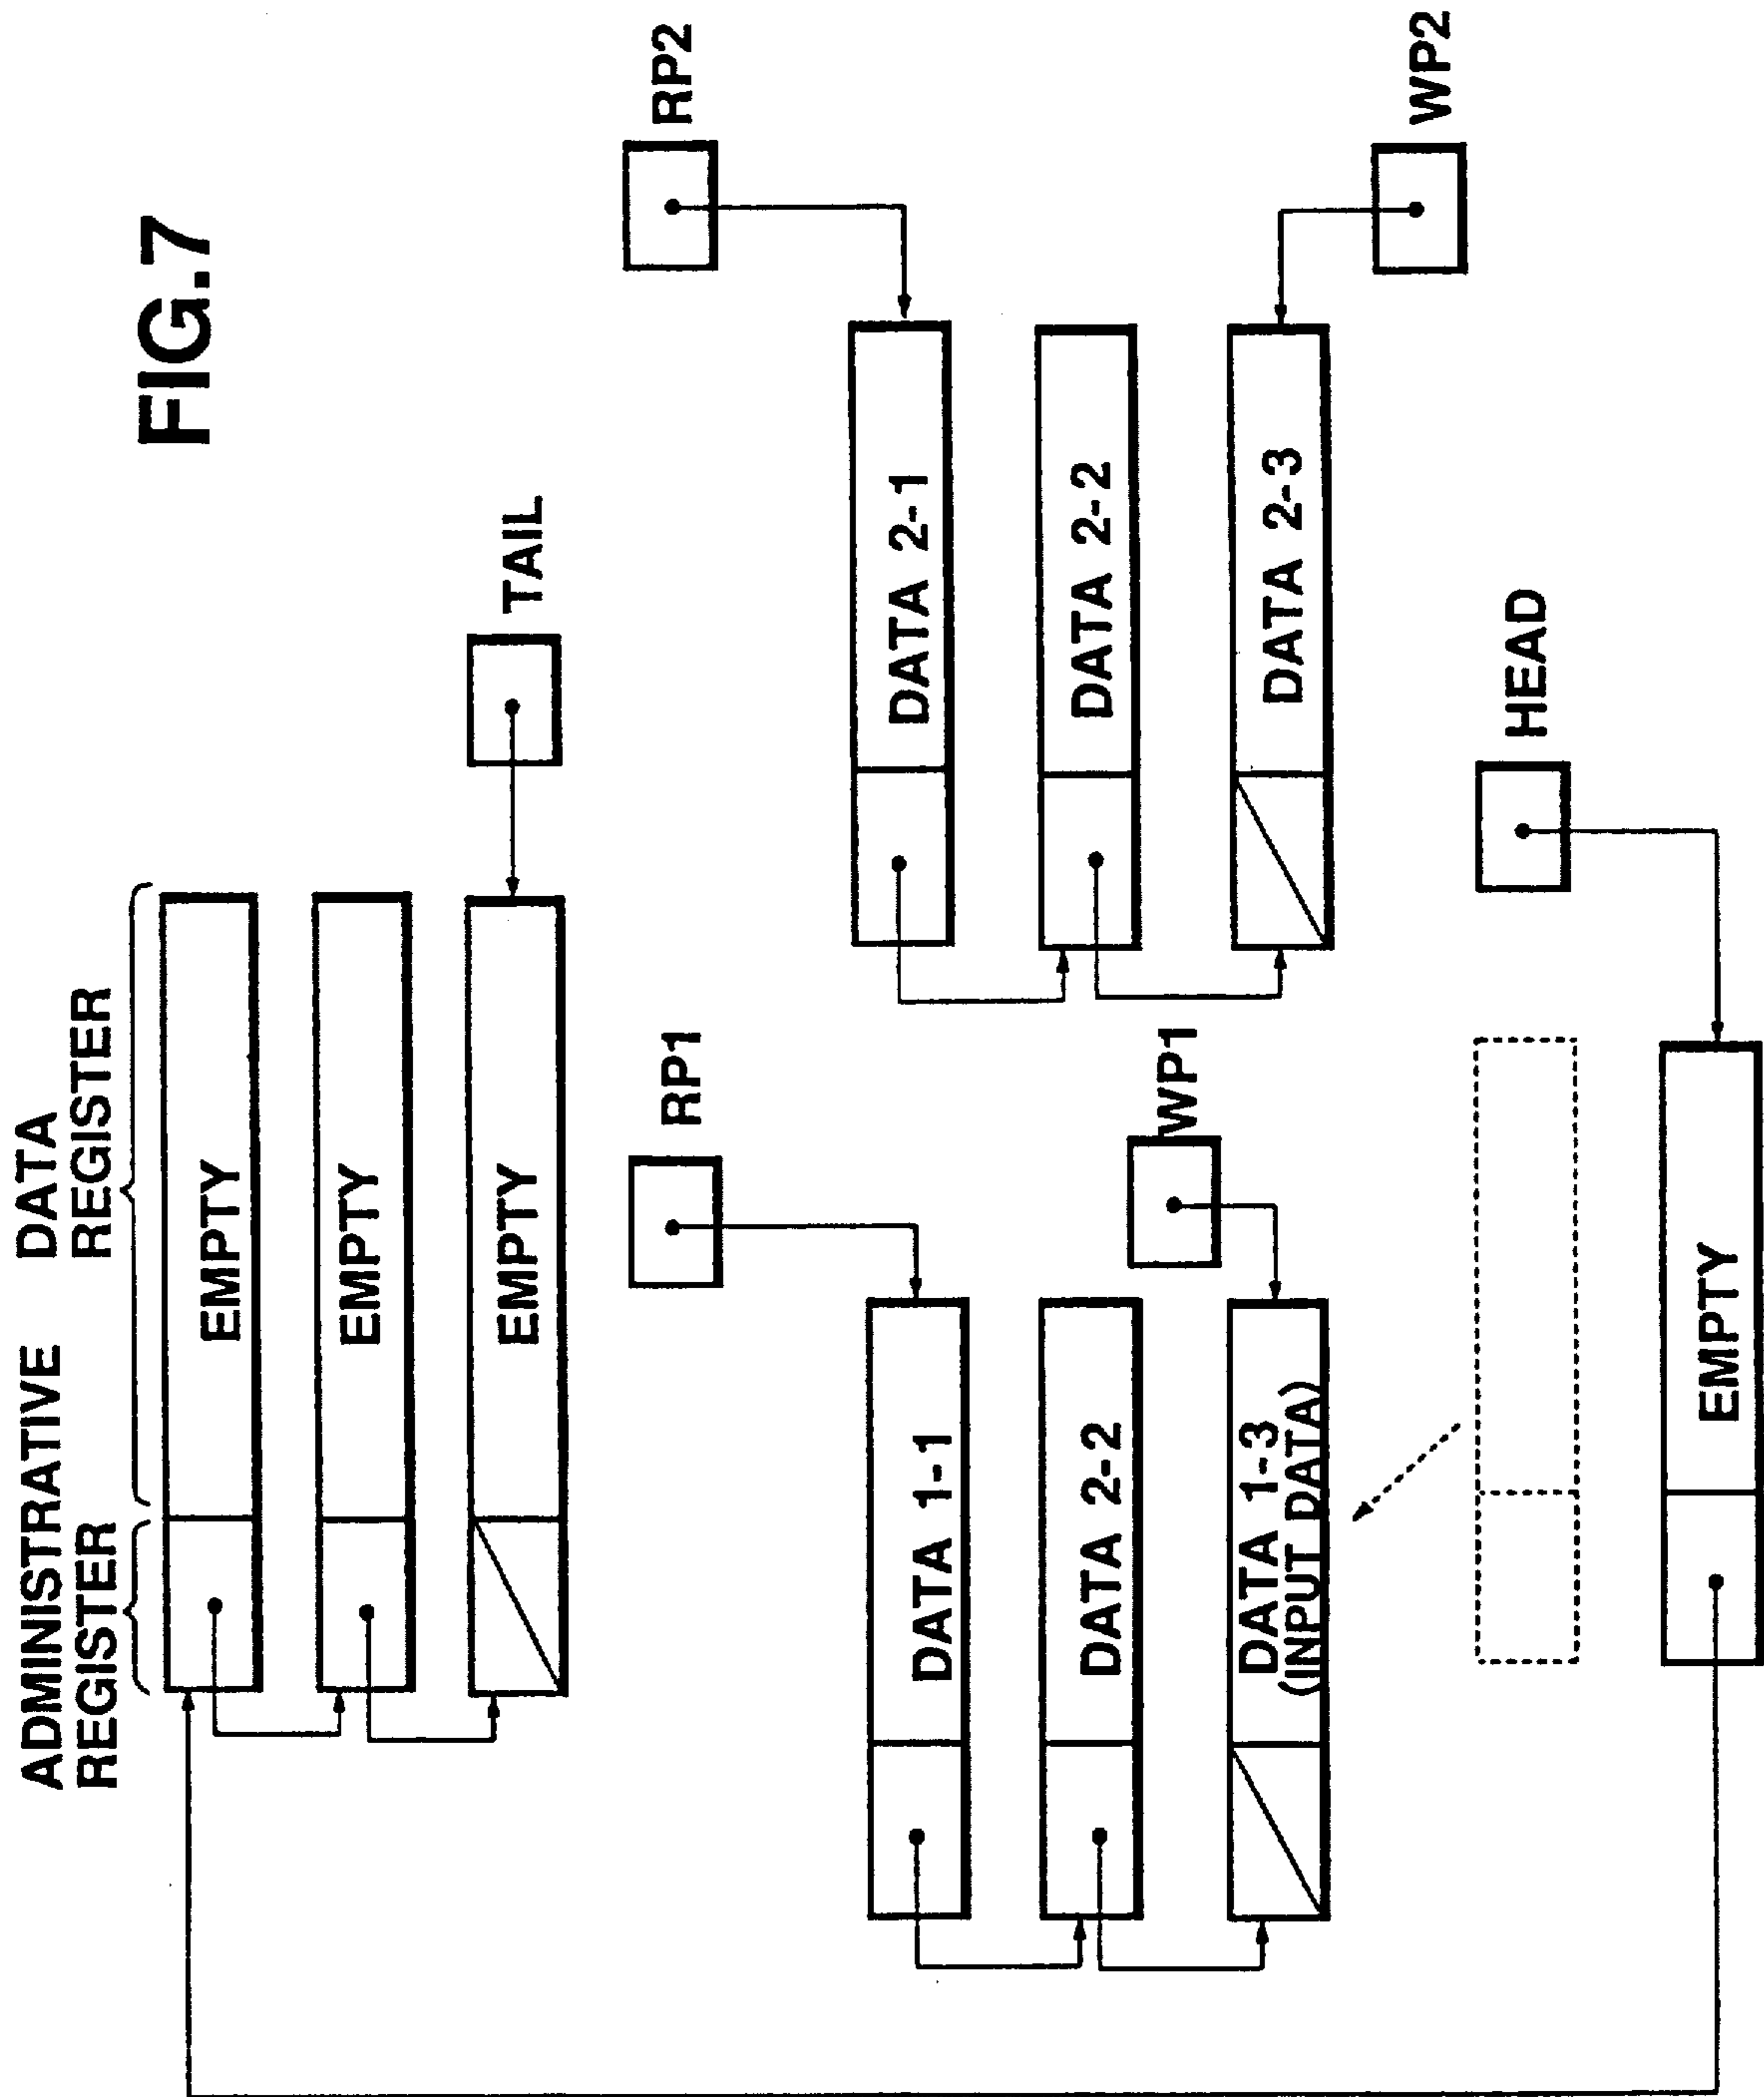 FIG.7
ADMINISTRATIVE
REGISTER
DATA
REGISTER
EMPTY
EMPTY
EMPTY
TAIL
RP1
RP2
DATA 1-1
DATA 2-1
DATA 2-2
DATA 2-2
WP1
DATA 1-3
(INPUT DATA)
DATA 2-3
WP2
HEAD
EMPTY